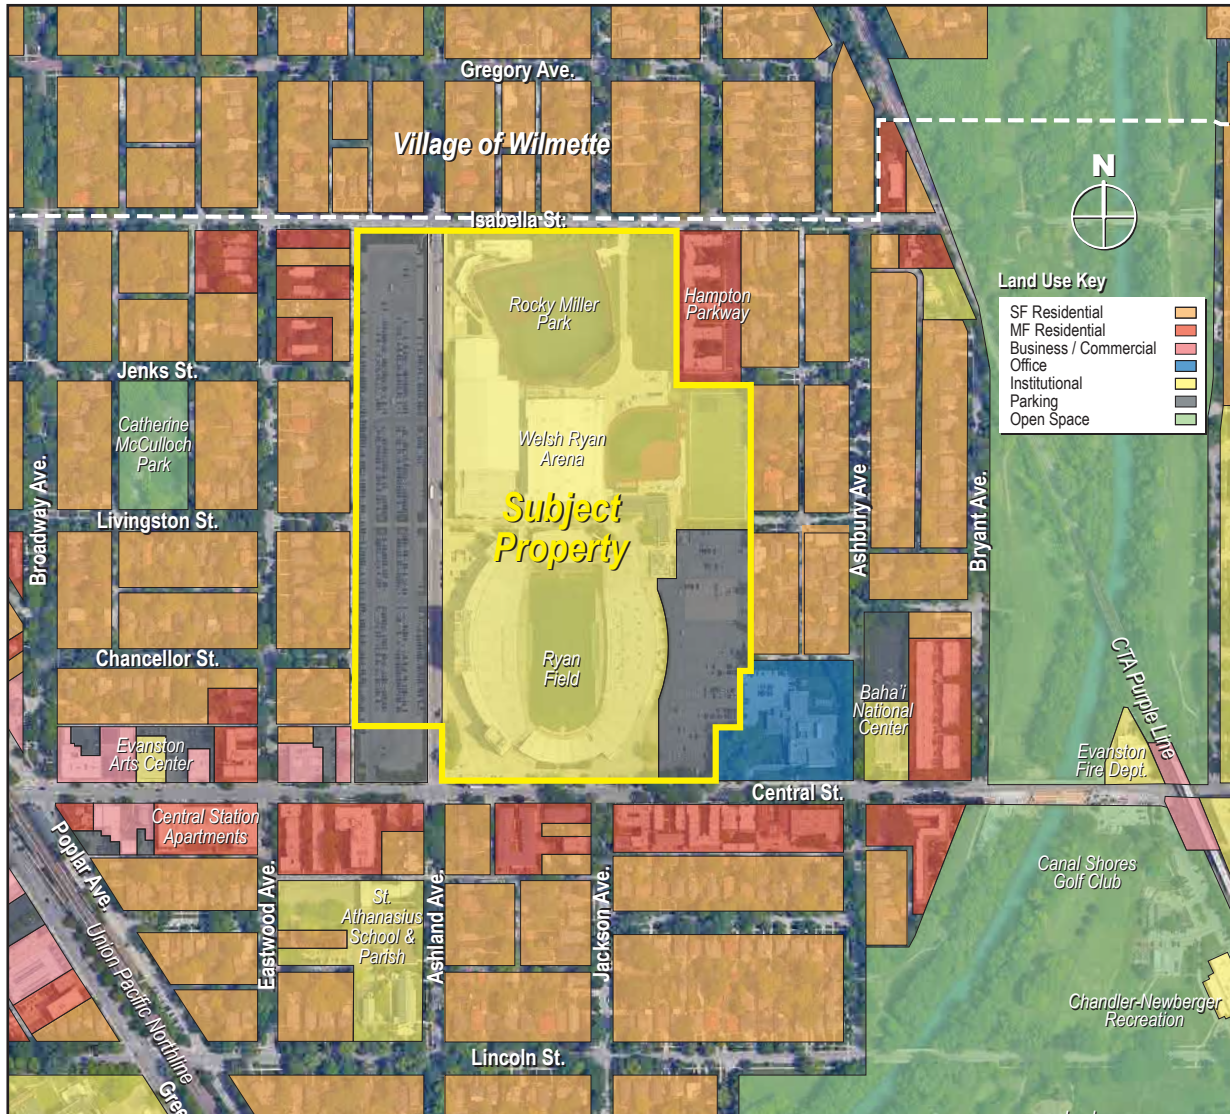 Gregory Ave.
Village of Wilmette
Isabella St.
N
Land Use Key
SF Residential
MF Residential
Business / Commercial
Office
Institutional
Parking
Open Space
Rocky Miller
Park
Hampton
Parkway
Jenks St.
Catherine
McCulloch
Park
Welsh Ryan
Arena
Subject
Property
Livingston St.
Broadway Ave.
Ashbury Ave
Bryant Ave.
Chancellor St.
Ryan
Field
Baha'i
National
Center
CTA Purple Line
Evanston
Arts Center
Evanston
Fire Dept.
Central St.
Central Station
Apartments
Poplar Ave.
Union Pacific Northline
Eastwood Ave.
St.
Athanasius
School &
Parish
Ashland Ave.
Jackson Ave.
Canal Shores
Golf Club
Chandler-Newberger
Recreation
Lincoln St.
Gree